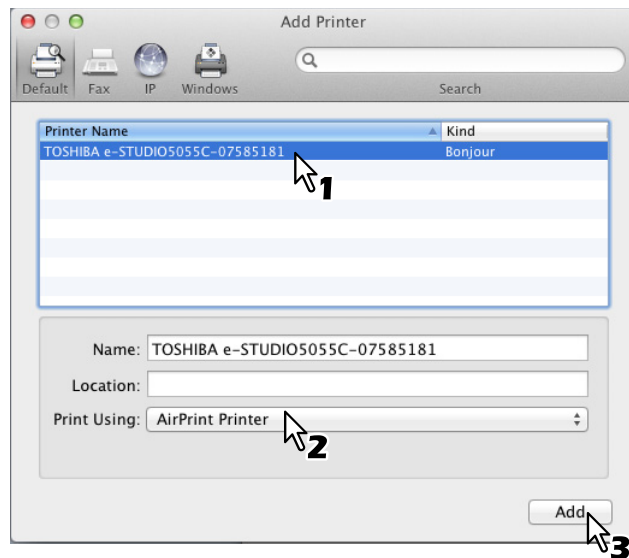 Add Printer
Default Fax IP Windows Search
Printer Name Kind
TOSHIBA e-STUDIO5055C-07585181 Bonjour
1
Name: TOSHIBA e-STUDIO5055C-07585181
Location:
Print Using: AirPrint Printer
2
Add
3